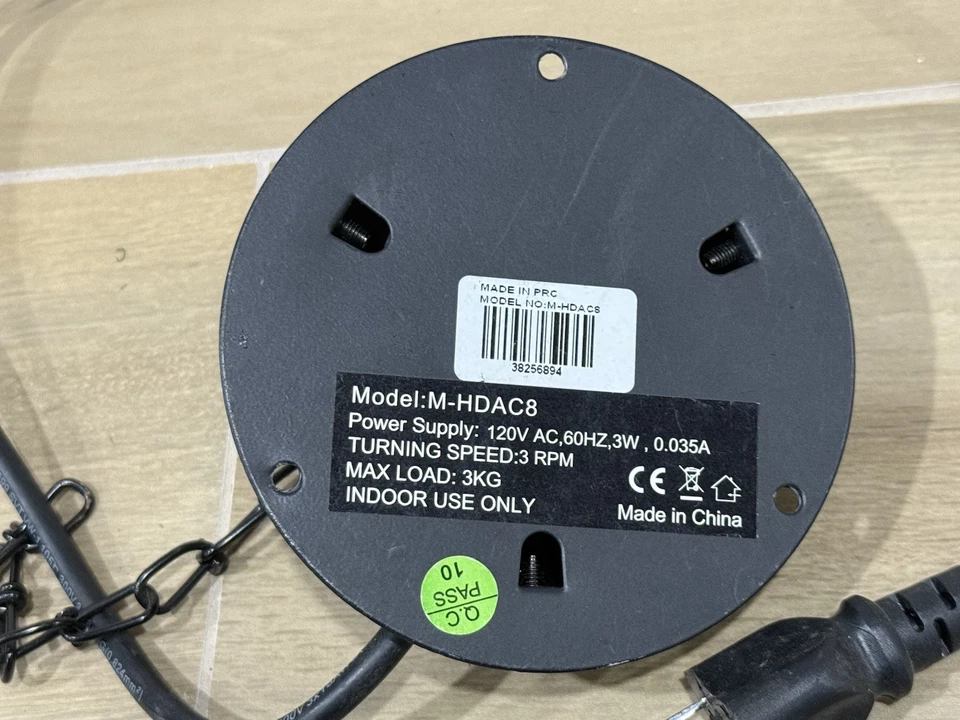 MADE IN PRC
MODEL NO:M-HDAC8
38256894
Model:M-HDAC8
Power Supply: 120V AC,60HZ,3W , 0.035A
TURNING SPEED:3 RPM
MAX LOAD: 3KG
INDOOR USE ONLY
CE
Made in China
Q.C
PASS
10